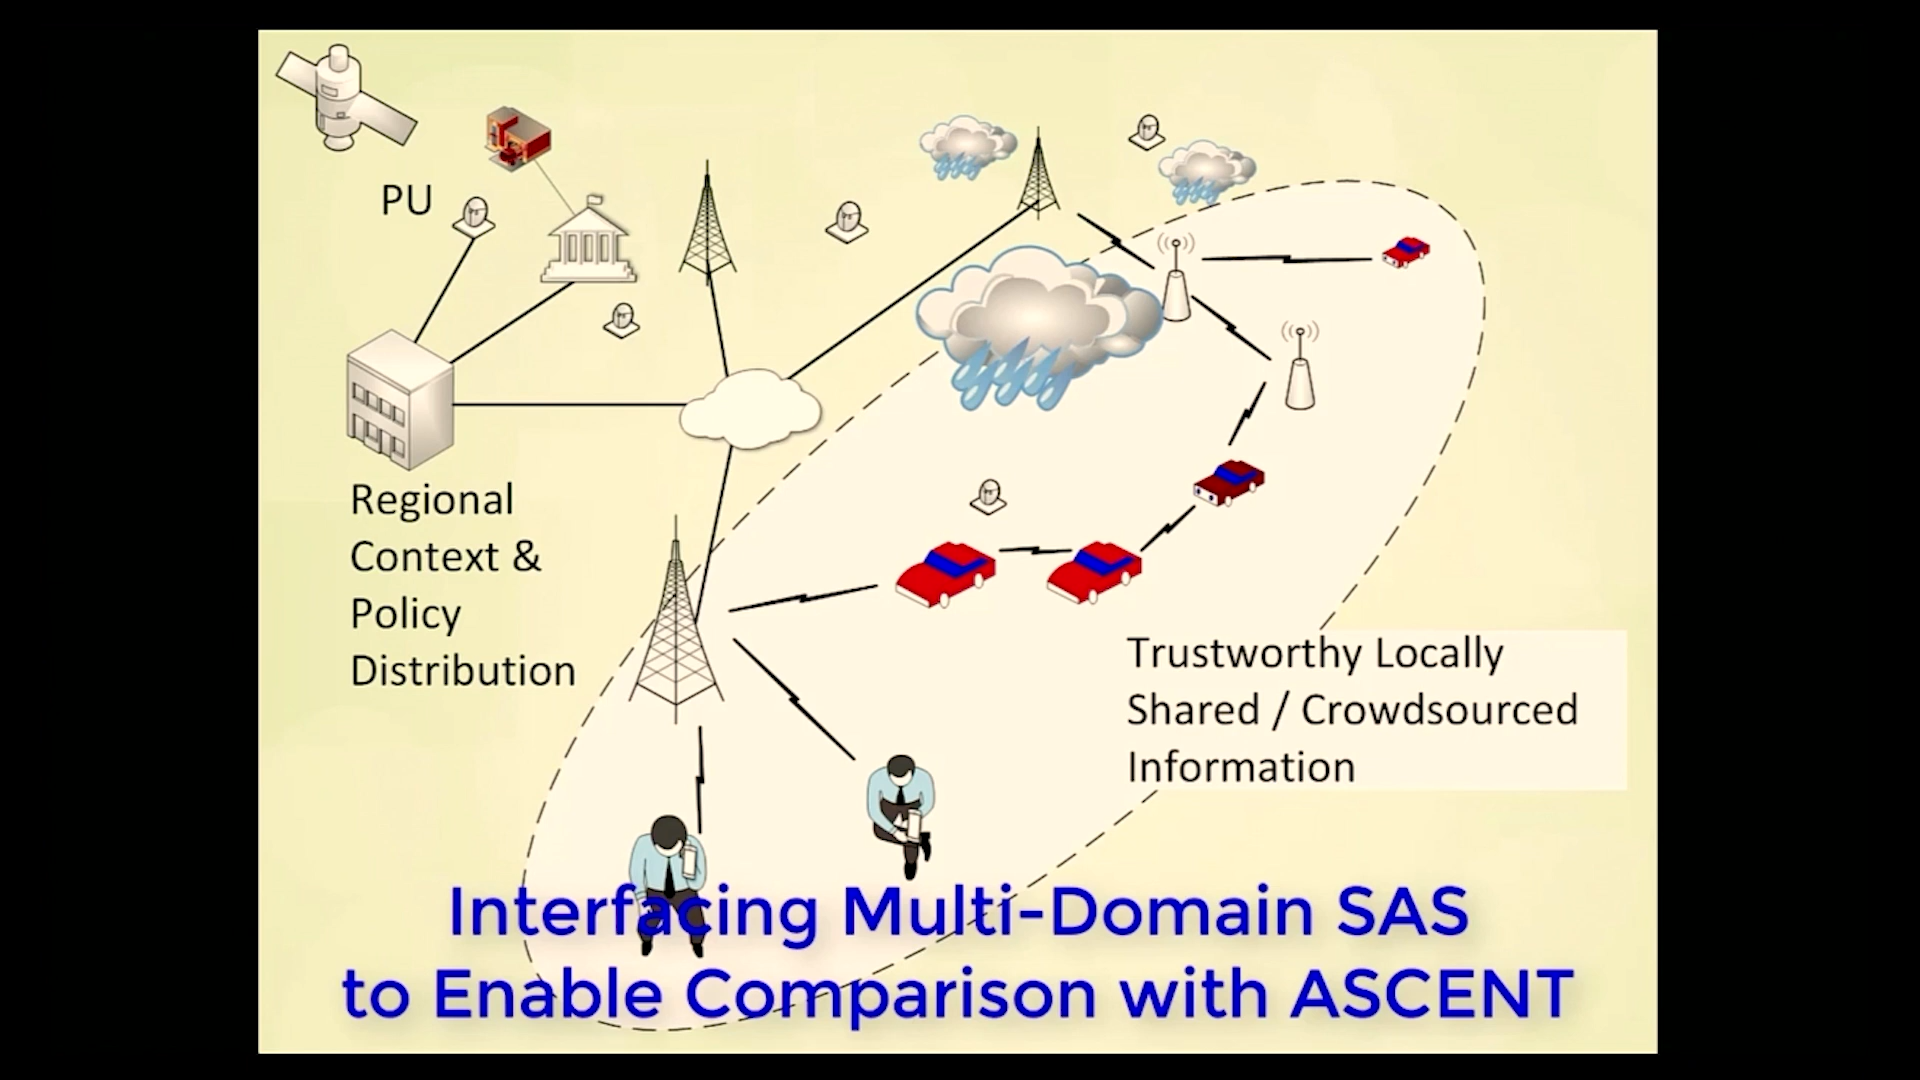 PU
Regional
Context &
Policy
Distribution
Trustworthy Locally
Shared / Crowdsourced
Information
Interfacing Multi-Domain SAS
to Enable Comparison with ASCENT